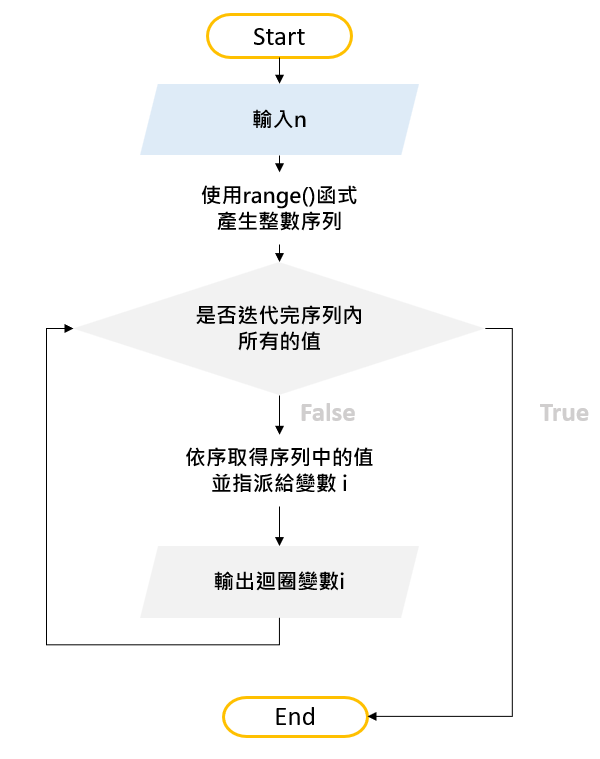 Start
輸入n
使用range()函式
產生整數序列
是否迭代完序列內
所有的值
False
True
依序取得序列中的值
並指派給變數 i
輸出迴圈變數i
End